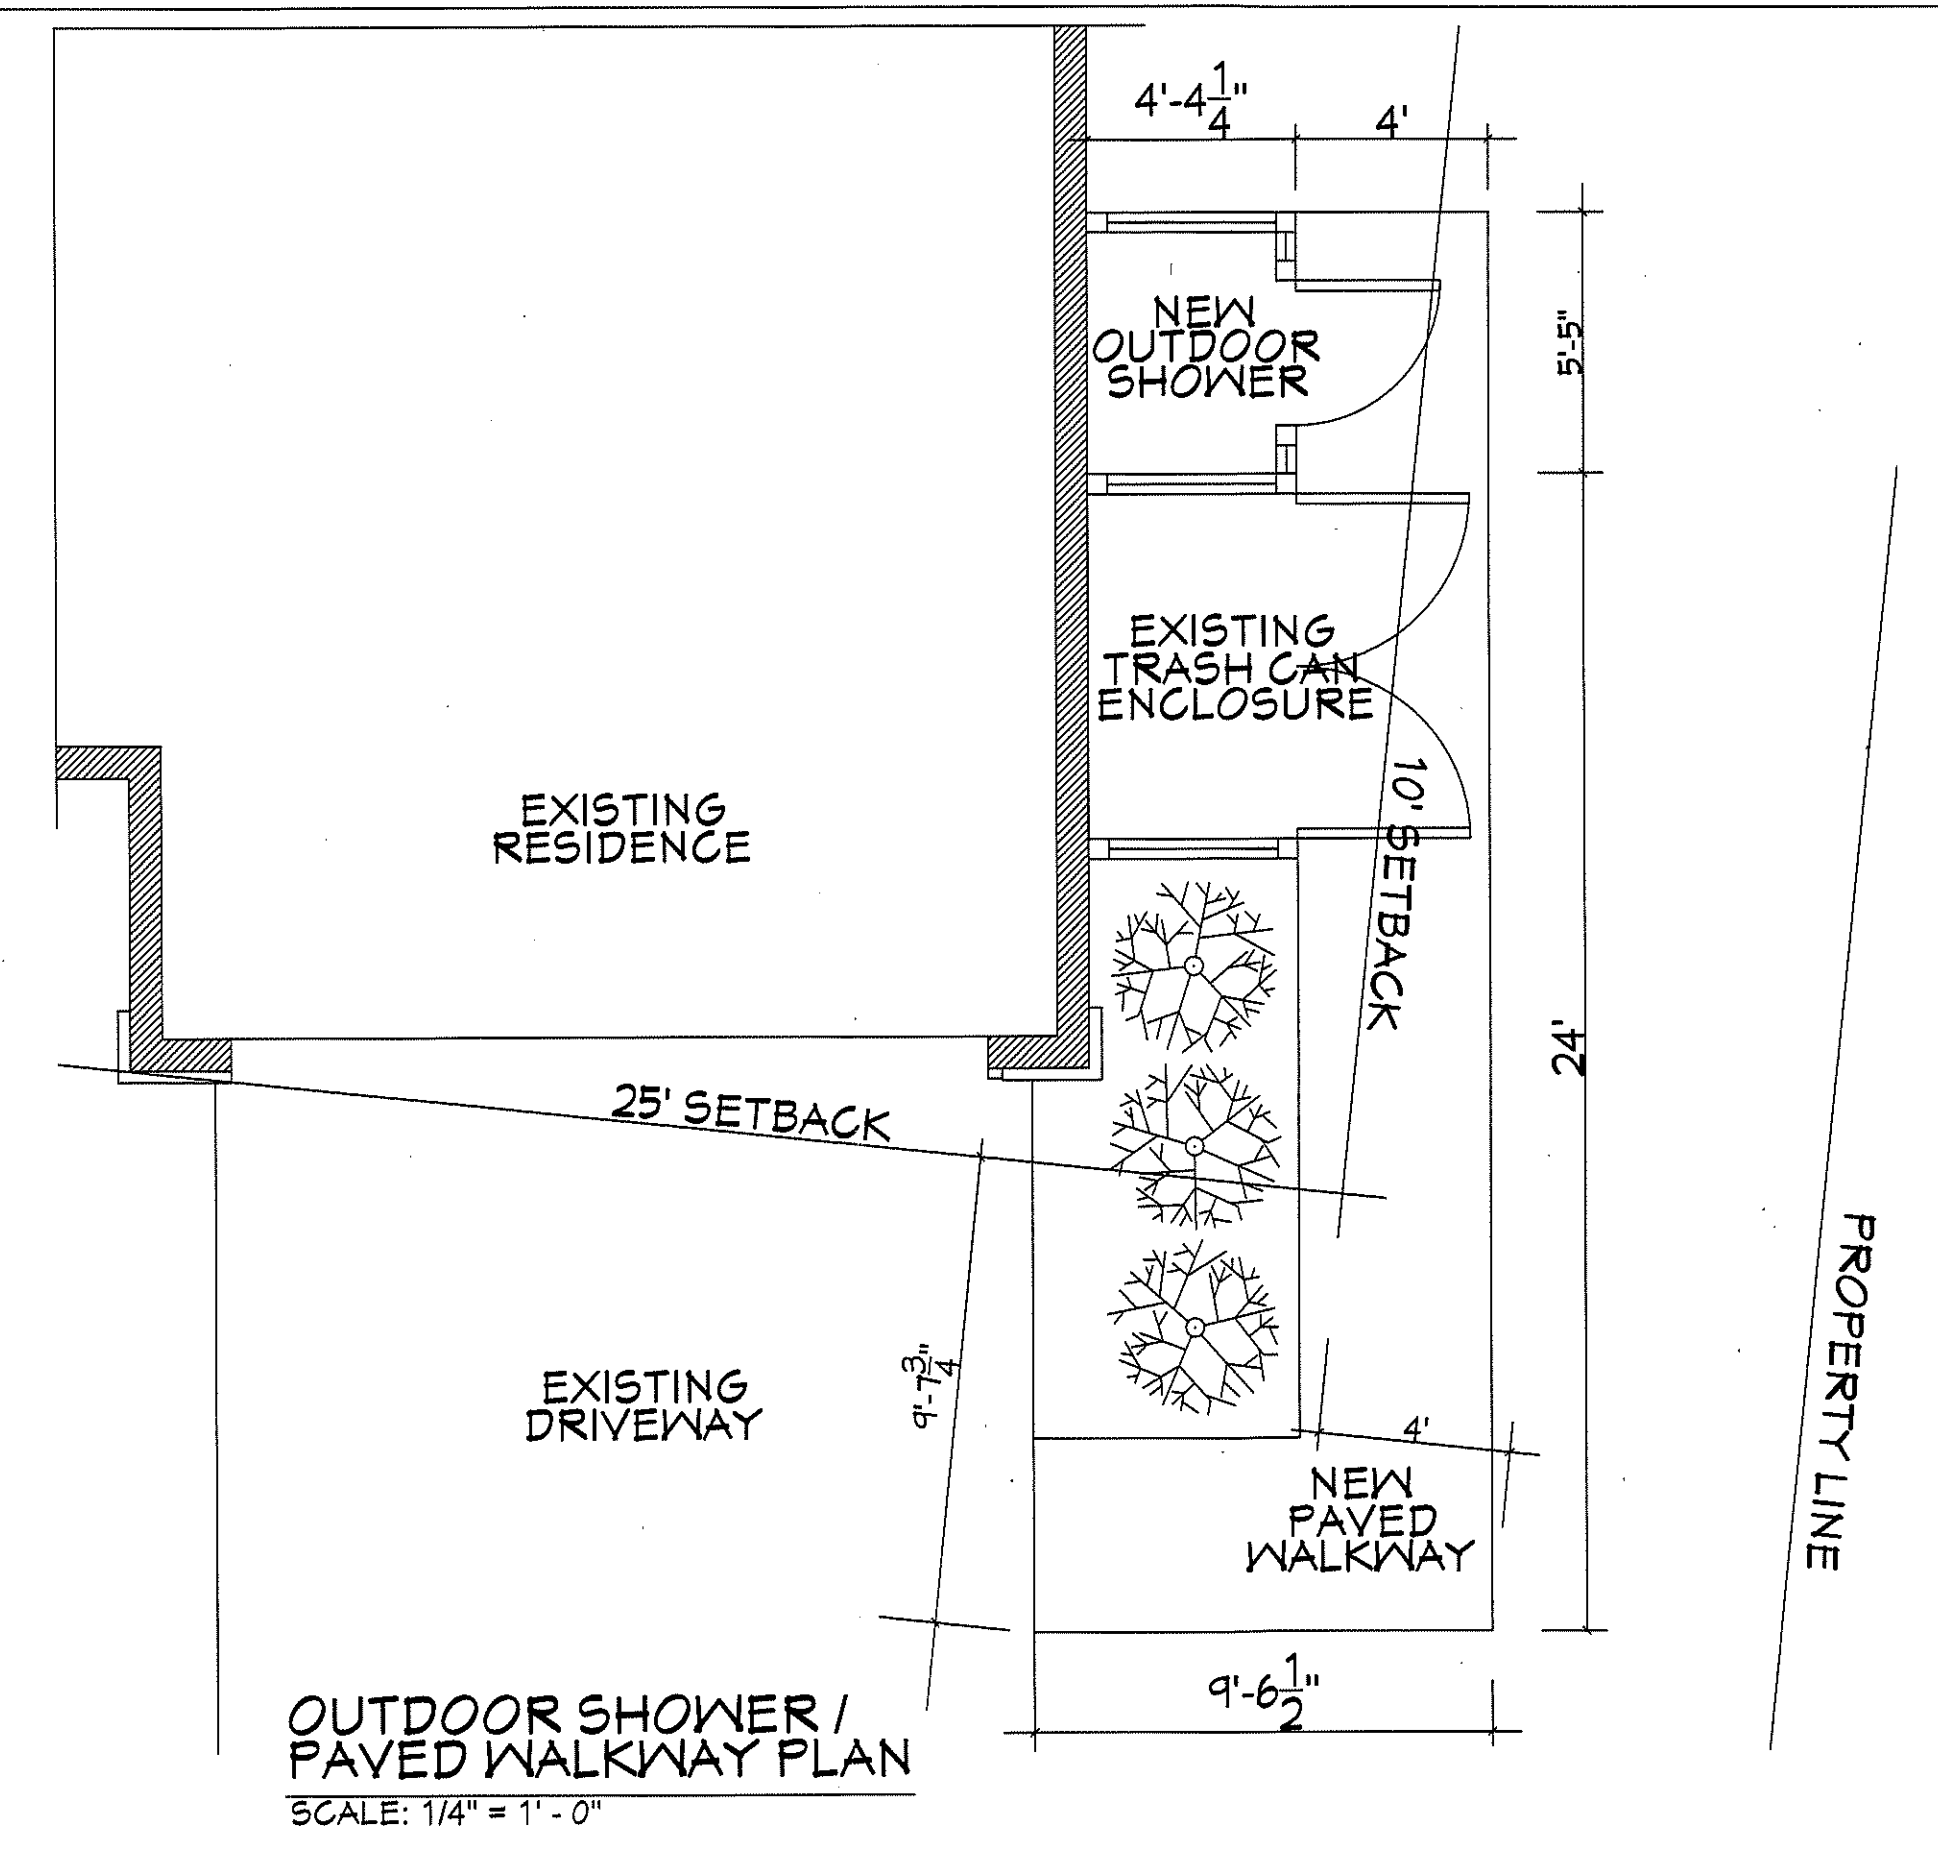 4'-4 1/4"
4'
NEW
OUTDOOR
SHOWER
5'-5"
EXISTING
TRASH CAN
ENCLOSURE
10' SETBACK
EXISTING
RESIDENCE
24'
25' SETBACK
PROPERTY LINE
9'-7 3/4"
EXISTING
DRIVEWAY
4'
NEW
PAVED
WALKWAY
9'-6 1/2"
OUTDOOR SHOWER /
PAVED WALKWAY PLAN
SCALE: 1/4" = 1' - 0"